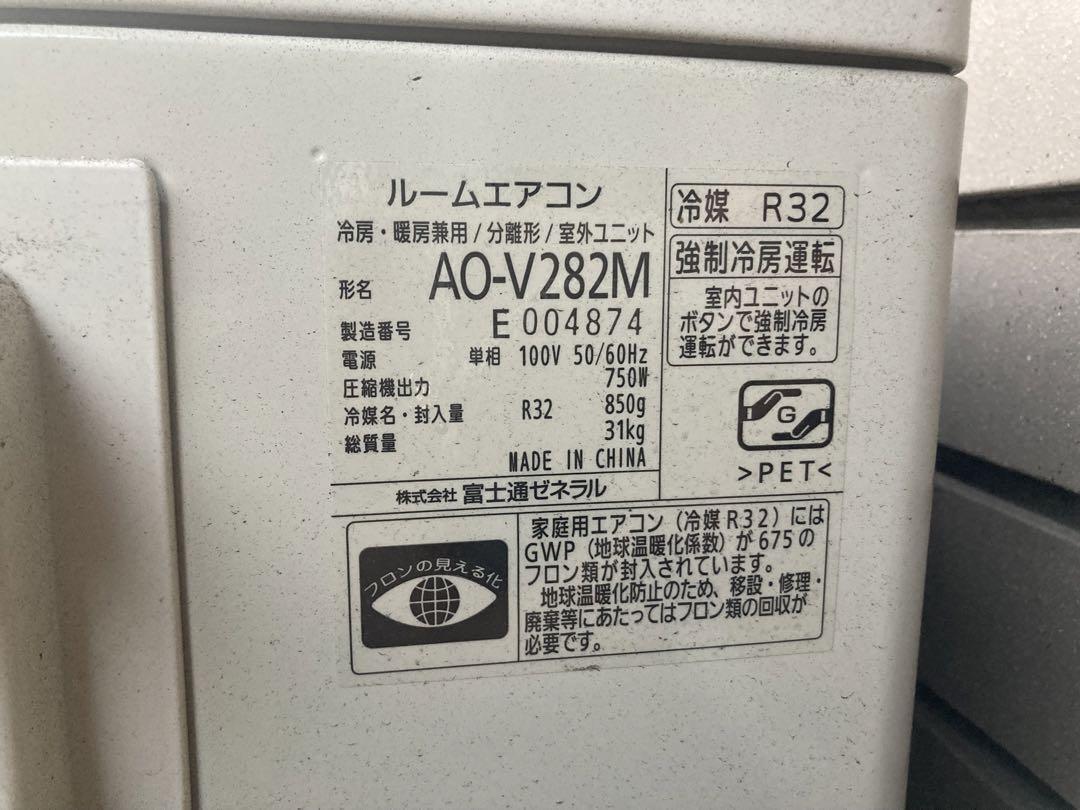 ルームエアコン
冷房・暖房兼用/分離形/室外ユニット
形名 AO-V282M
製造番号 E 004874
電源 単相 100V 50/60Hz
圧縮機出力 750W
冷媒名・封入量 R32 850g
総質量 31kg
MADE IN CHINA
株式会社 富士通ゼネラル
冷媒 R32
強制冷房運転
室内ユニットの
ボタンで強制冷房
運転ができます。
G
>PET<
フロンの見える化
家庭用エアコン(冷媒R32)には
GWP(地球温暖化係数)が675の
フロン類が封入されています。
地球温暖化防止のため、移設・修理・
廃棄等にあたってはフロン類の回収が
必要です。